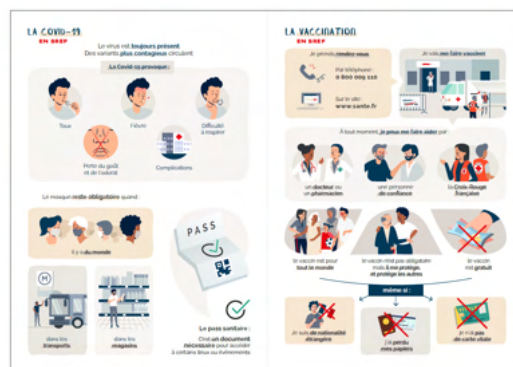 LA COVID-19
EN BREF
Le virus est toujours présent
Des variants plus contagieux circulent
La Covid-19 provoque :
Toux
Fièvre
Difficulté
à respirer
Perte du goût
et de l'odorat
Complications
Le masque reste obligatoire quand :
Il y a du monde
dans les
transports
dans les
magasins
PASS
Le pass sanitaire :
C'est un document
nécessaire pour accéder
à certains lieux ou événements
LA VACCINATION
EN BREF
Je prends rendez-vous
Par téléphone :
0 800 009 110
Sur le site :
www.sante.fr
Je vais me faire vacciner
À tout moment, je peux me faire aider par :
un docteur ou
un pharmacien
une personne
de confiance
la Croix-Rouge
française
le vaccin est pour
tout le monde
le vaccin n'est pas obligatoire
mais il me protège,
et protège les autres
le vaccin
est gratuit
même si :
Je suis de nationalité
étrangère
j'ai perdu
mes papiers
je n'ai pas
de carte vitale